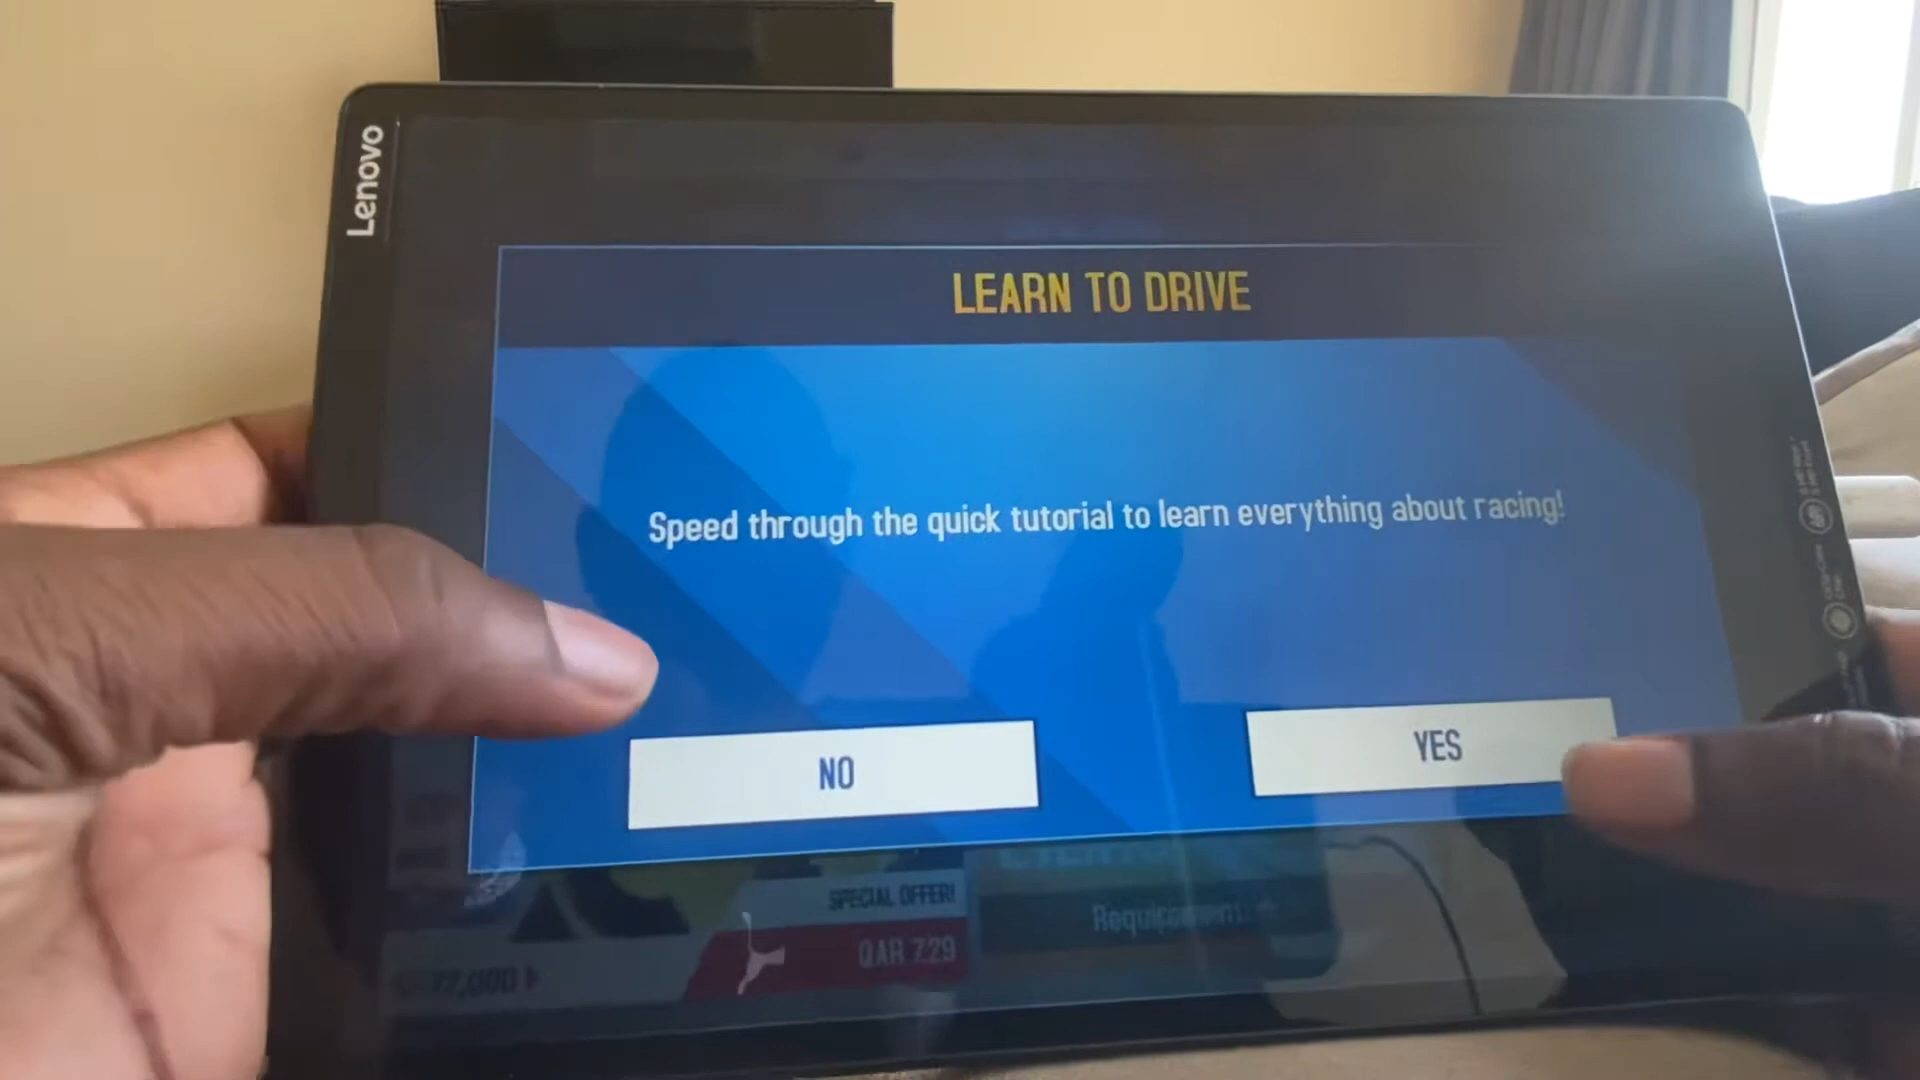 Lenovo
LEARN TO DRIVE
Speed through the quick tutorial to learn everything about racing!
NO
YES
SPECIAL OFFER!
QAR 7.29